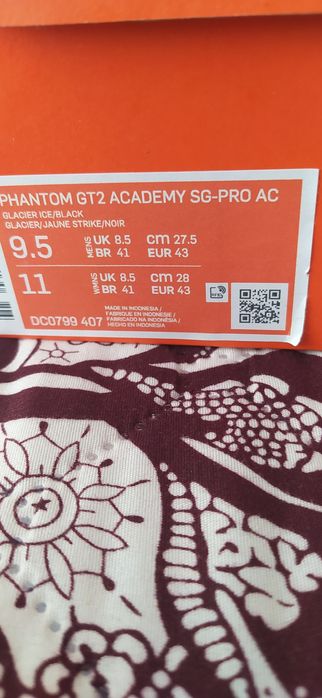 PHANTOM GT2 ACADEMY SG-PRO AC
GLACIER ICE/BLACK
GLACIER/JAUNE STRIKE/NOIR
9.5 MENS UK 8.5 CM 27.5
BR 41 EUR 43
11 WMNS UK 8.5 CM 28
BR 41 EUR 43
MADE IN INDONESIA /
FABRIQUE EN INDONESIE /
FABRICADO NA INDONÉSIA /
HECHO EN INDONESIA
DC0799 407